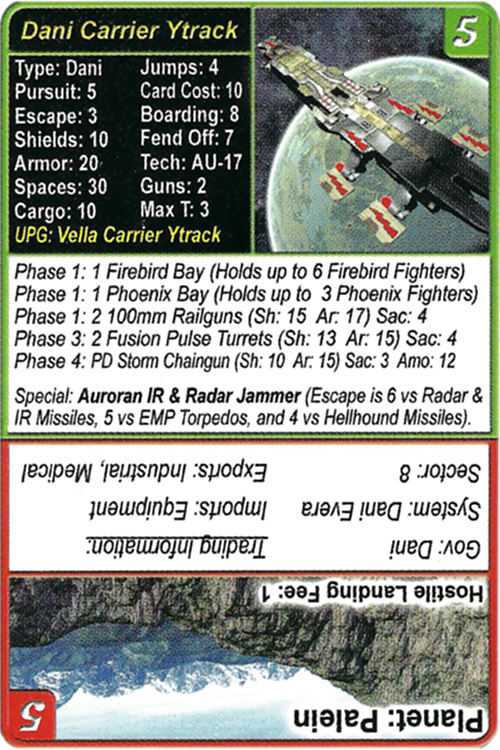 Dani Carrier Ytrack
5
Type: Dani Jumps: 4
Pursuit: 5 Card Cost: 10
Escape: 3 Boarding: 8
Shields: 10 Fend Off: 7
Armor: 20 Tech: AU-17
Spaces: 30 Guns: 2
Cargo: 10 Max T: 3
UPG: Vella Carrier Ytrack
Phase 1: 1 Firebird Bay (Holds up to 6 Firebird Fighters)
Phase 1: 1 Phoenix Bay (Holds up to 3 Phoenix Fighters)
Phase 1: 2 100mm Railguns (Sh: 15 Ar: 17) Sac: 4
Phase 3: 2 Fusion Pulse Turrets (Sh: 13 Ar: 15) Sac: 4
Phase 4: PD Storm Chaingun (Sh: 10 Ar: 15) Sac: 3 Amo: 12
Special: Auroran IR & Radar Jammer (Escape is 6 vs Radar &
IR Missiles, 5 vs EMP Torpedos, and 4 vs Hellhound Missiles).
Planet: Palein
5
Hostile Landing Fee: 1
Gov: Dani Trading Information:
System: Dani Evera Imports: Equipment
Sector: 8 Exports: Industrial, Medical